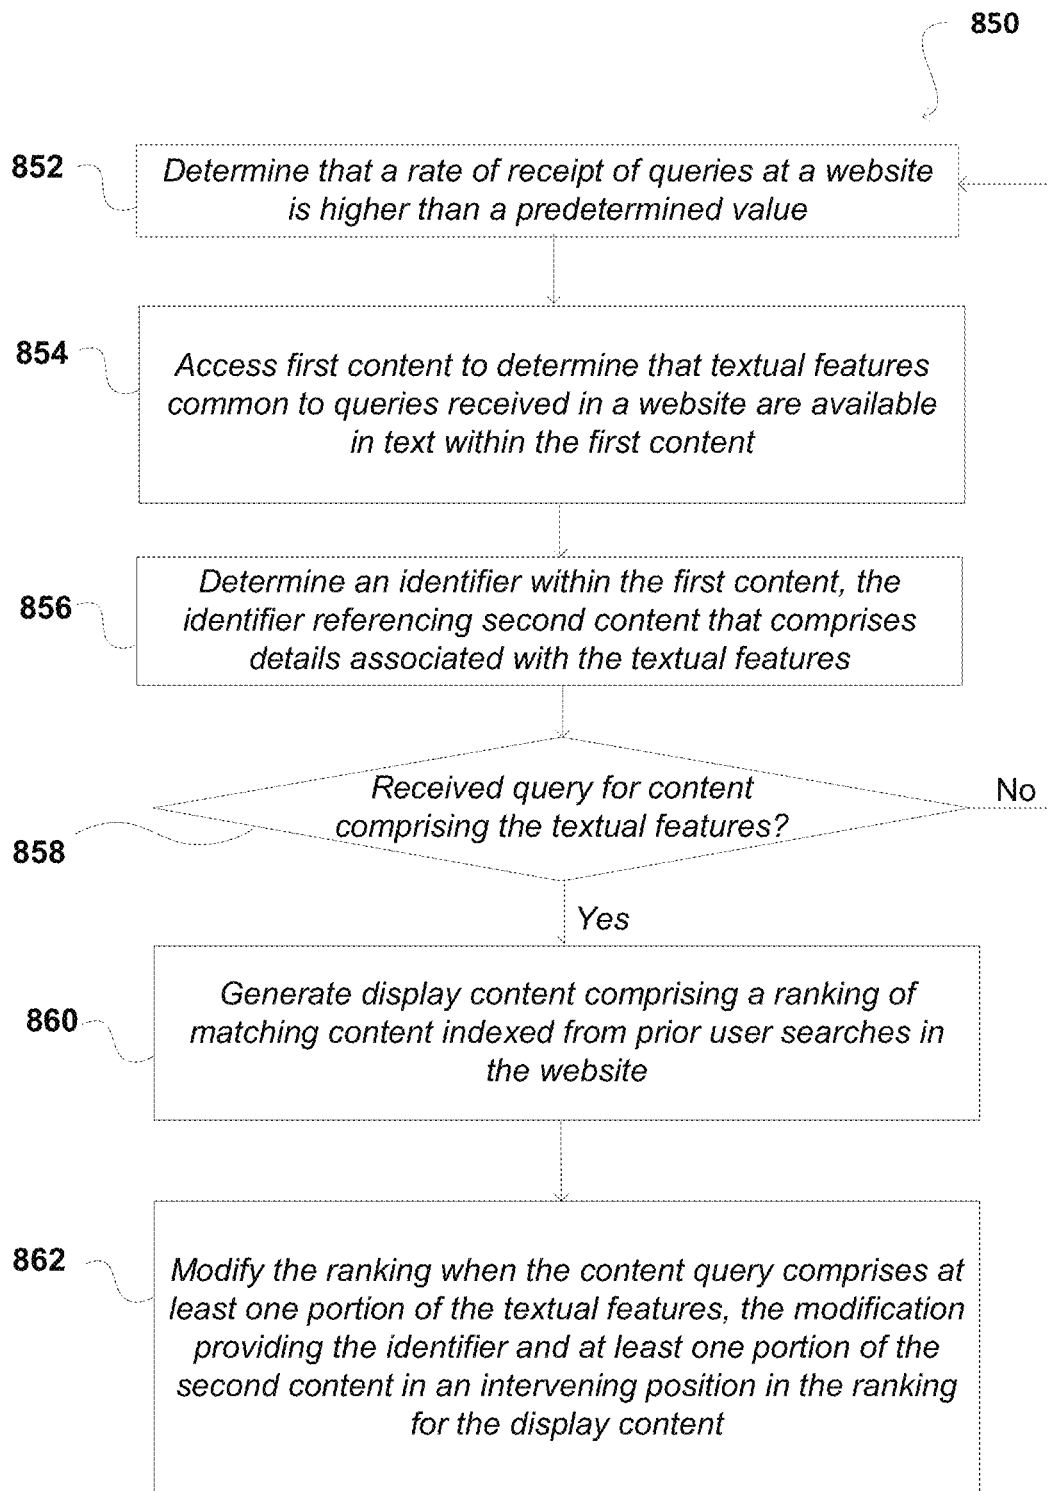 850
852
Determine that a rate of receipt of queries at a website
is higher than a predetermined value
854
Access first content to determine that textual features
common to queries received in a website are available
in text within the first content
856
Determine an identifier within the first content, the
identifier referencing second content that comprises
details associated with the textual features
858
Received query for content
comprising the textual features?
No
Yes
860
Generate display content comprising a ranking of
matching content indexed from prior user searches in
the website
862
Modify the ranking when the content query comprises at
least one portion of the textual features, the modification
providing the identifier and at least one portion of the
second content in an intervening position in the ranking
for the display content